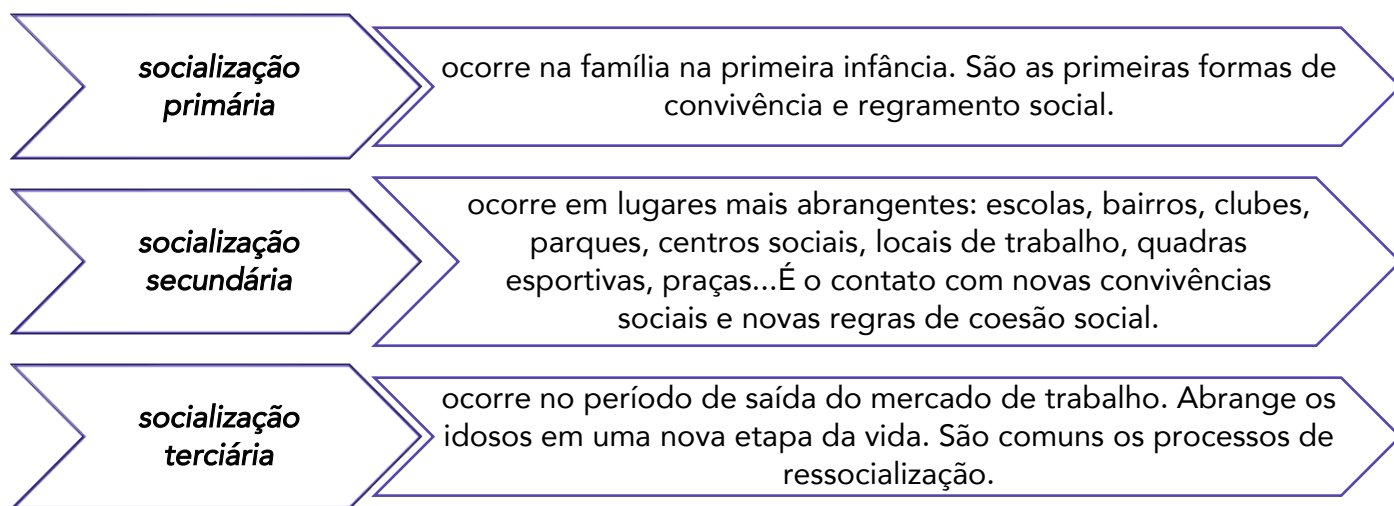 socialização
primária
ocorre na família na primeira infância. São as primeiras formas de
convivência e regramento social.
socialização
secundária
ocorre em lugares mais abrangentes: escolas, bairros, clubes,
parques, centros sociais, locais de trabalho, quadras
esportivas, praças...É o contato com novas convivências
sociais e novas regras de coesão social.
socialização
terciária
ocorre no período de saída do mercado de trabalho. Abrange os
idosos em uma nova etapa da vida. São comuns os processos de
ressocialização.